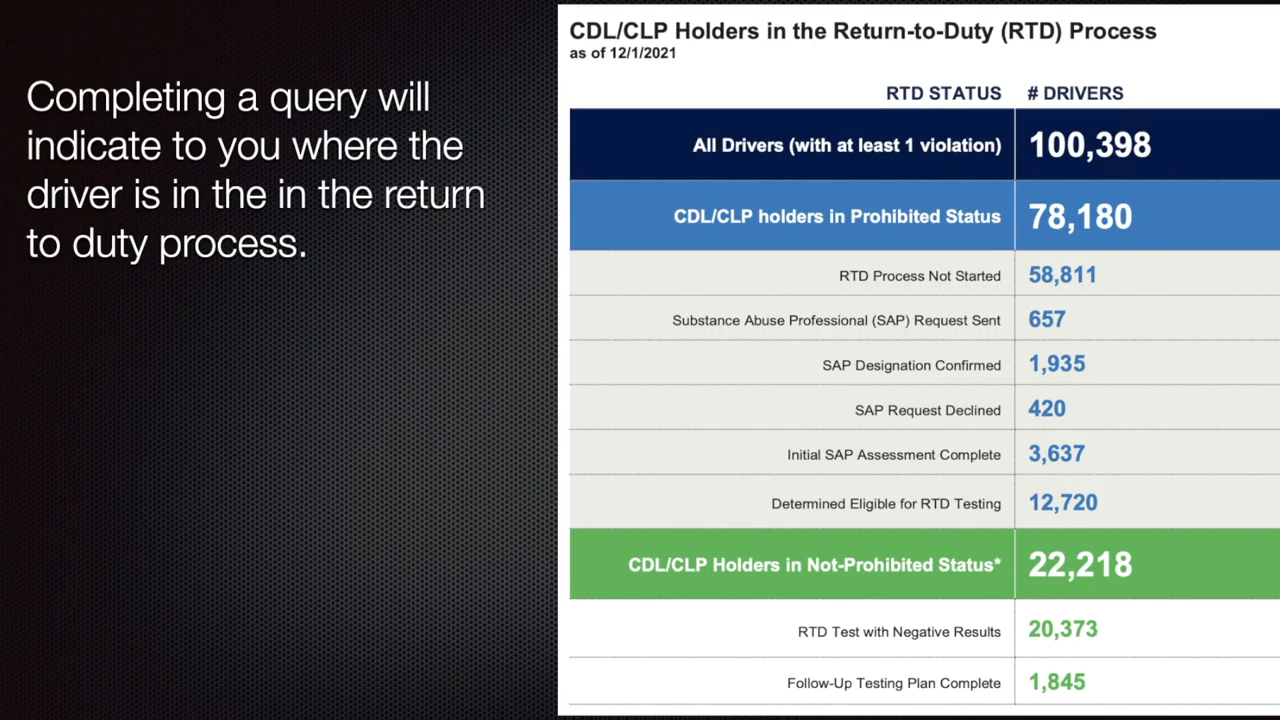 Completing a query will
indicate to you where the
driver is in the in the return
to duty process.
CDL/CLP Holders in the Return-to-Duty (RTD) Process
as of 12/1/2021
RTD STATUS # DRIVERS
All Drivers (with at least 1 violation) 100,398
CDL/CLP holders in Prohibited Status 78,180
RTD Process Not Started 58,811
Substance Abuse Professional (SAP) Request Sent 657
SAP Designation Confirmed 1,935
SAP Request Declined 420
Initial SAP Assessment Complete 3,637
Determined Eligible for RTD Testing 12,720
CDL/CLP Holders in Not-Prohibited Status* 22,218
RTD Test with Negative Results 20,373
Follow-Up Testing Plan Complete 1,845